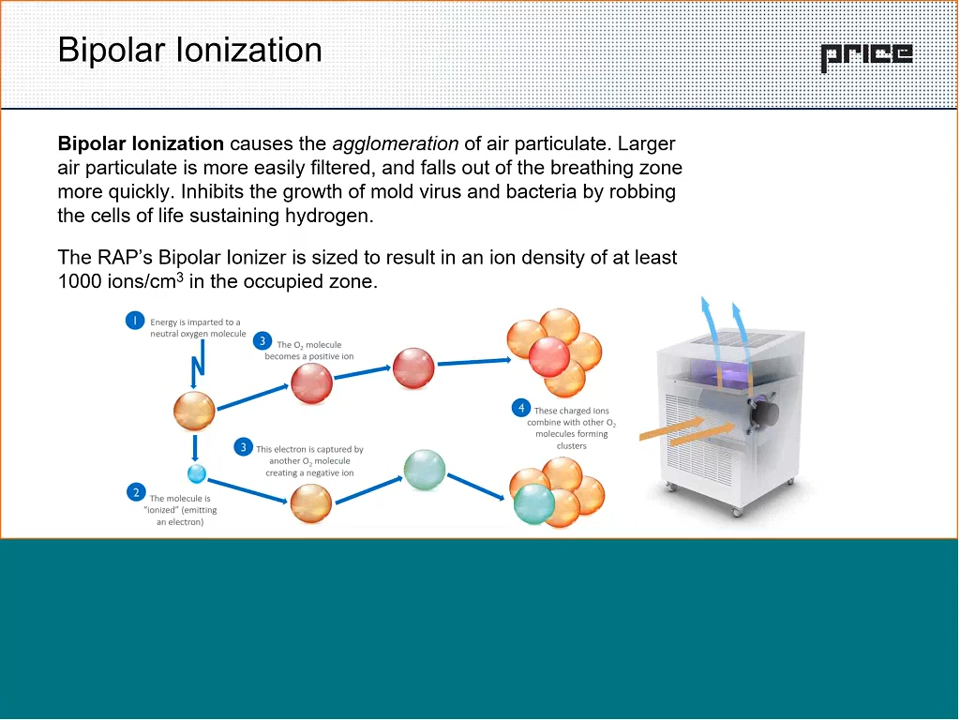 Bipolar Ionization
price
Bipolar Ionization causes the agglomeration of air particulate. Larger
air particulate is more easily filtered, and falls out of the breathing zone
more quickly. Inhibits the growth of mold virus and bacteria by robbing
the cells of life sustaining hydrogen.
The RAP's Bipolar Ionizer is sized to result in an ion density of at least
1000 ions/cm³ in the occupied zone.
1 Energy is imparted to a
neutral oxygen molecule
3 The O₂ molecule
becomes a positive ion
4 These charged ions
combine with other O₂
molecules forming
clusters
3 This electron is captured by
another O₂ molecule
creating a negative ion
2 The molecule is
"ionized" (emitting
an electron)